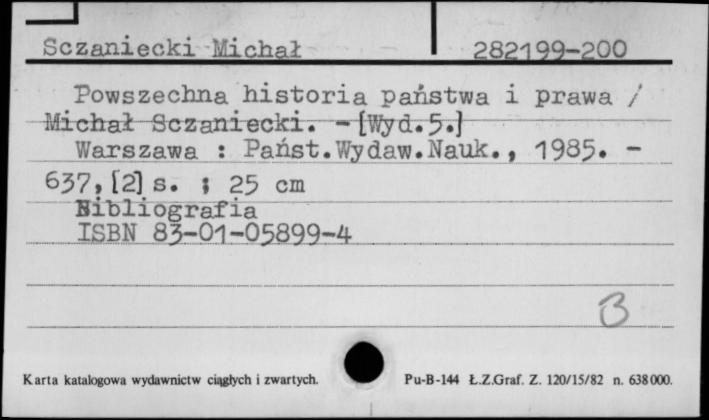 Sczaniecki Michał 282199-200
Powszechna historia państwa i prawa /
Michał Sczaniecki. - [Wyd.5.]
Warszawa : Państ.Wydaw.Nauk., 1985. -
637,[2] s. ; 25 cm
Bibliografia
ISBN 83-01-05899-4
B
Karta katalogowa wydawnictw ciągłych i zwartych. Pu-B-144 Ł.Z.Graf. Z. 120/15/82 n. 638 000.